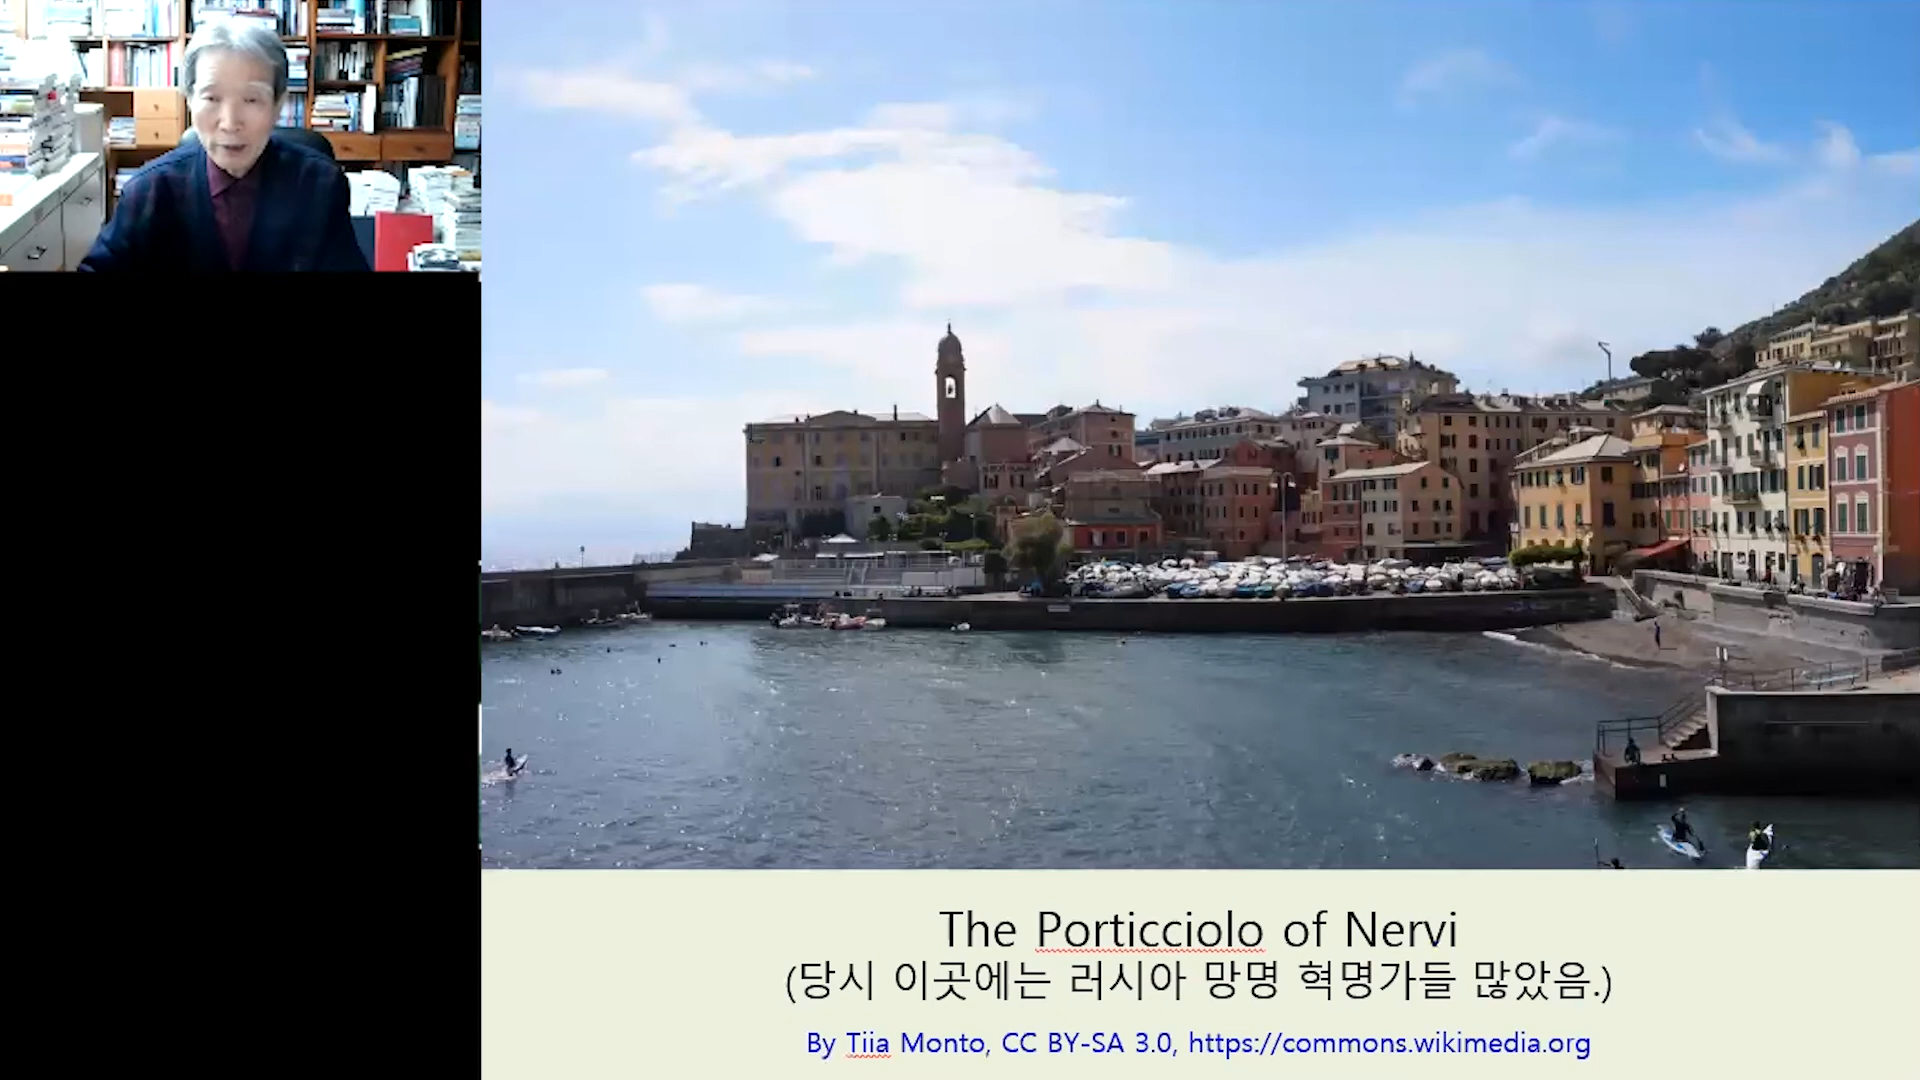 The Porticciolo of Nervi
(당시 이곳에는 러시아 망명 혁명가들 많았음.)
By Tiia Monto, CC BY-SA 3.0, https://commons.wikimedia.org